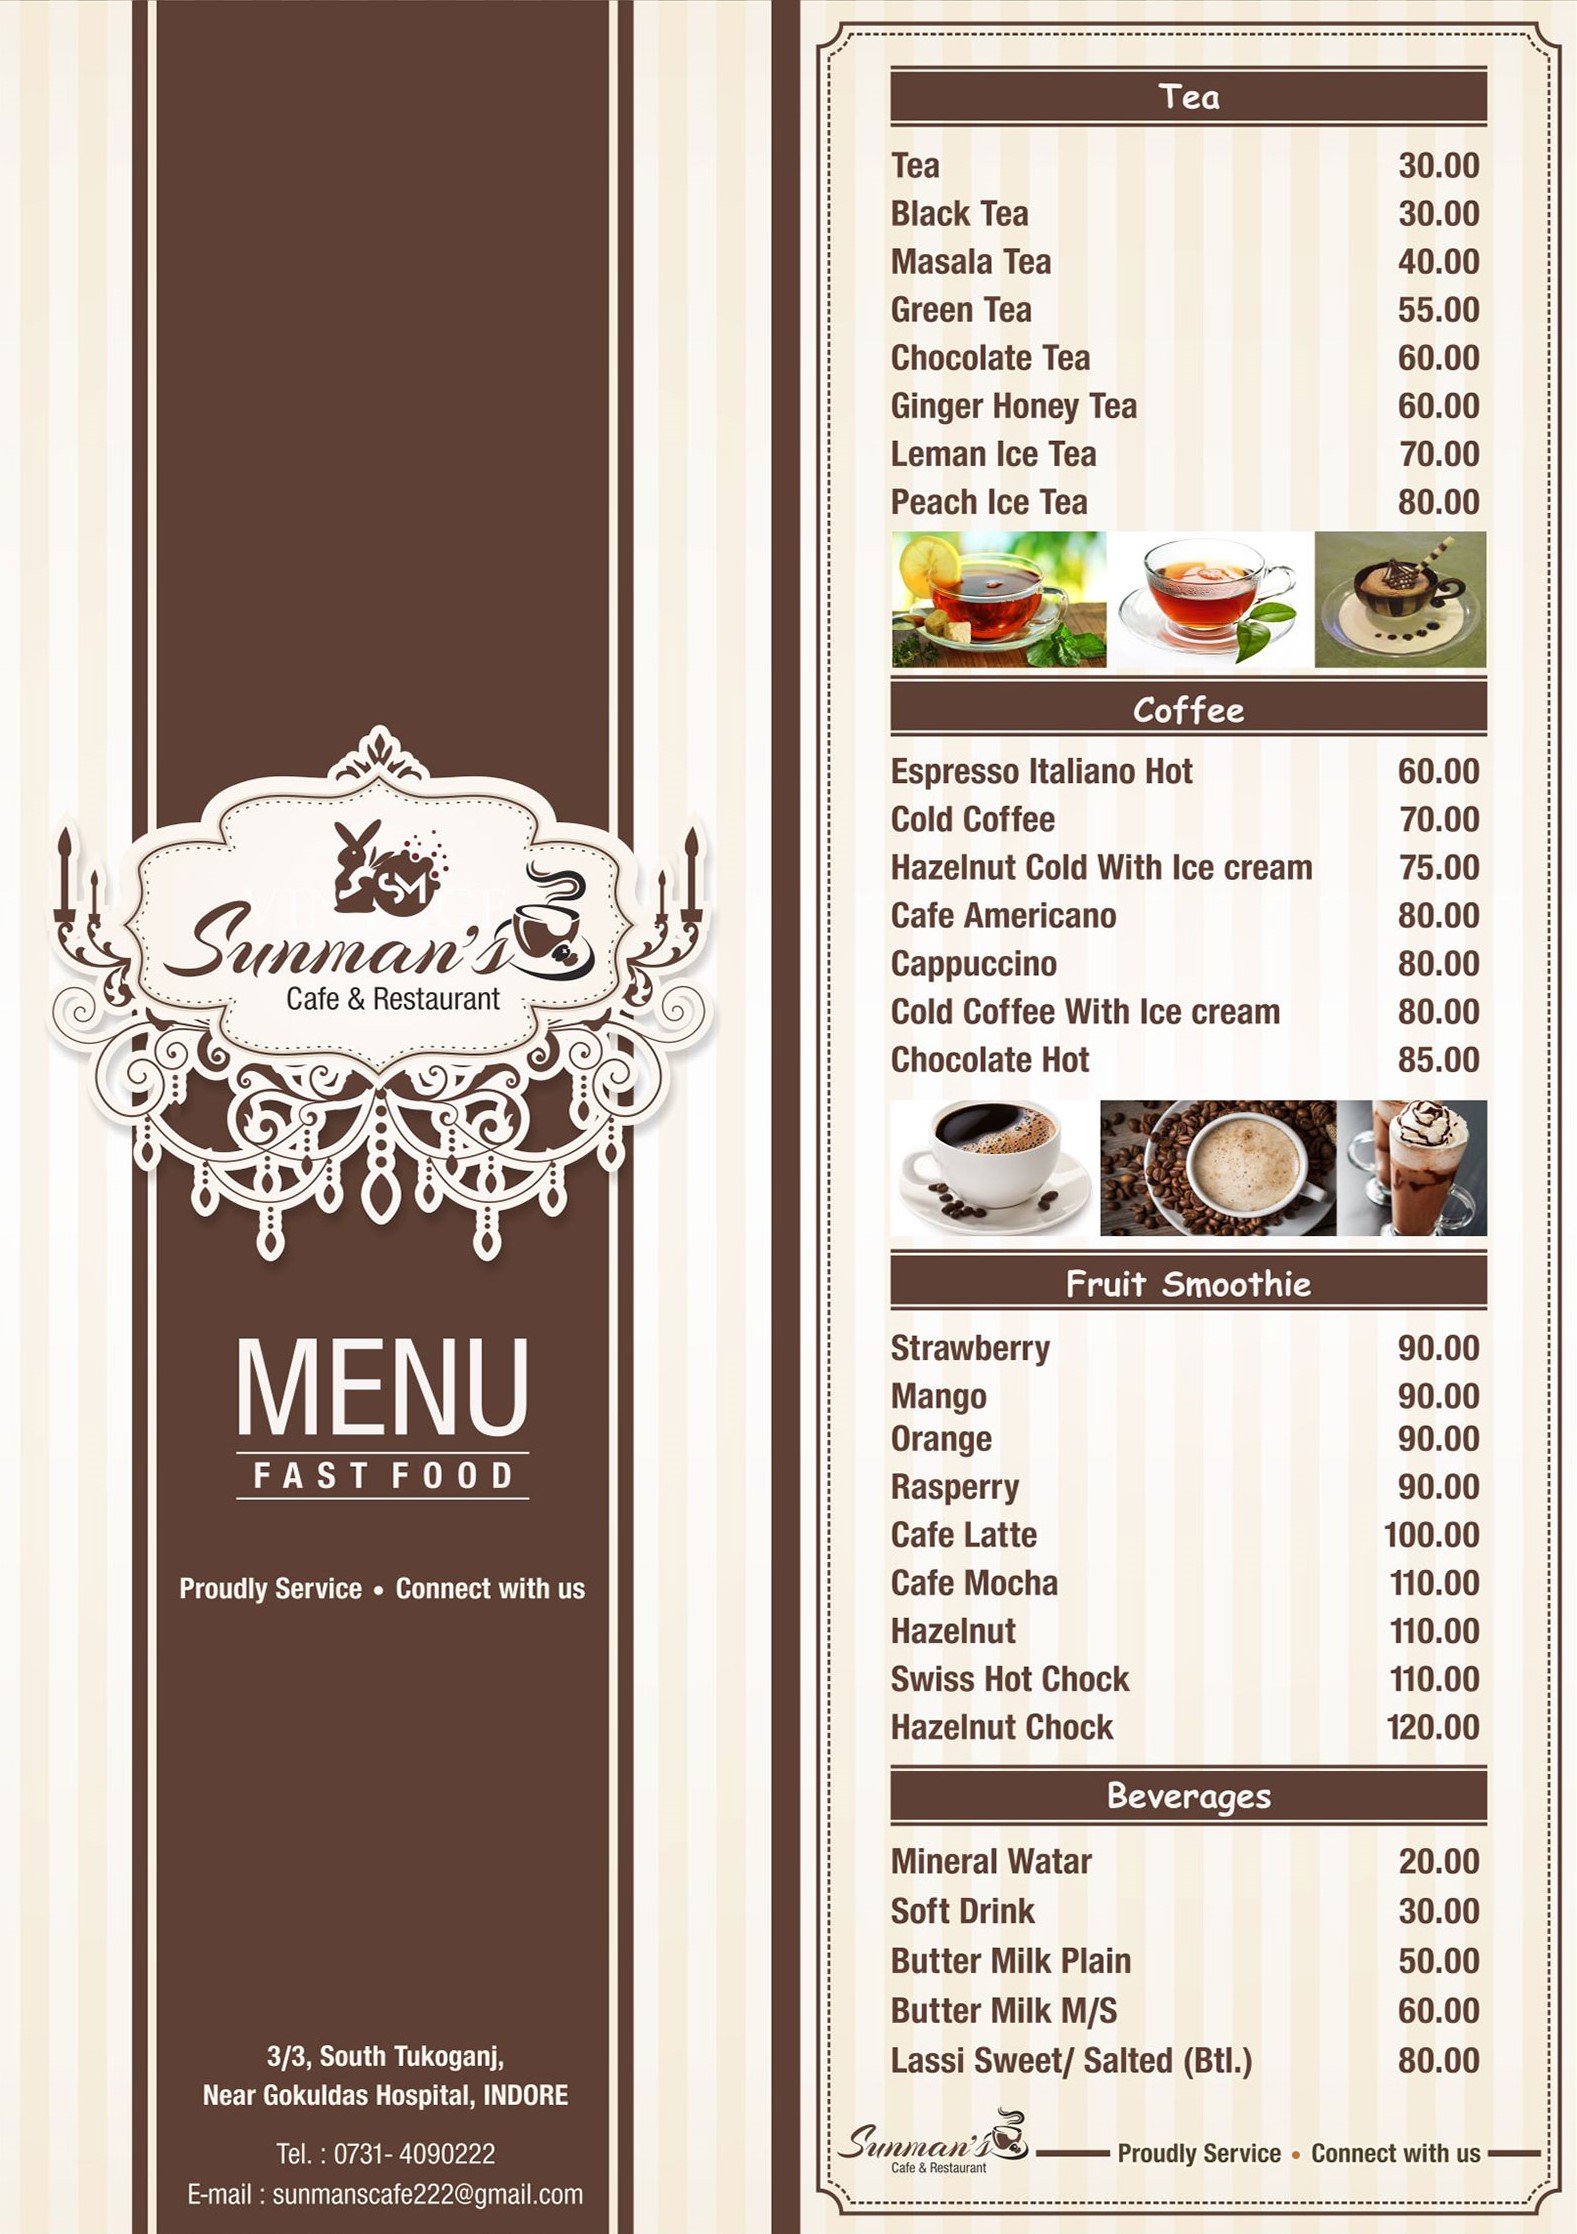 SM
Sunman's
Cafe & Restaurant
MENU
FAST FOOD
Proudly Service • Connect with us
3/3, South Tukoganj,
Near Gokuldas Hospital, INDORE
Tel. : 0731- 4090222
E-mail : sunmanscafe222@gmail.com
Tea
Tea 30.00
Black Tea 30.00
Masala Tea 40.00
Green Tea 55.00
Chocolate Tea 60.00
Ginger Honey Tea 60.00
Leman Ice Tea 70.00
Peach Ice Tea 80.00
Coffee
Espresso Italiano Hot 60.00
Cold Coffee 70.00
Hazelnut Cold With Ice cream 75.00
Cafe Americano 80.00
Cappuccino 80.00
Cold Coffee With Ice cream 80.00
Chocolate Hot 85.00
Fruit Smoothie
Strawberry 90.00
Mango 90.00
Orange 90.00
Rasperry 90.00
Cafe Latte 100.00
Cafe Mocha 110.00
Hazelnut 110.00
Swiss Hot Chock 110.00
Hazelnut Chock 120.00
Beverages
Mineral Watar 20.00
Soft Drink 30.00
Butter Milk Plain 50.00
Butter Milk M/S 60.00
Lassi Sweet/ Salted (Btl.) 80.00
Sunman's
Cafe & Restaurant
Proudly Service • Connect with us